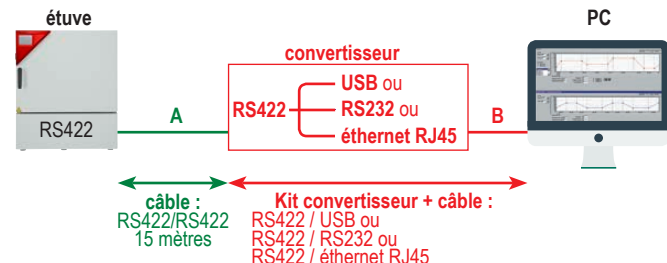 étuve
PC
convertisseur
USB ou
RS422
RS232 ou
éthernet RJ45
RS422
A
B
câble :
RS422/RS422
15 mètres
Kit convertisseur + câble :
RS422 / USB ou
RS422 / RS232 ou
RS422 / éthernet RJ45